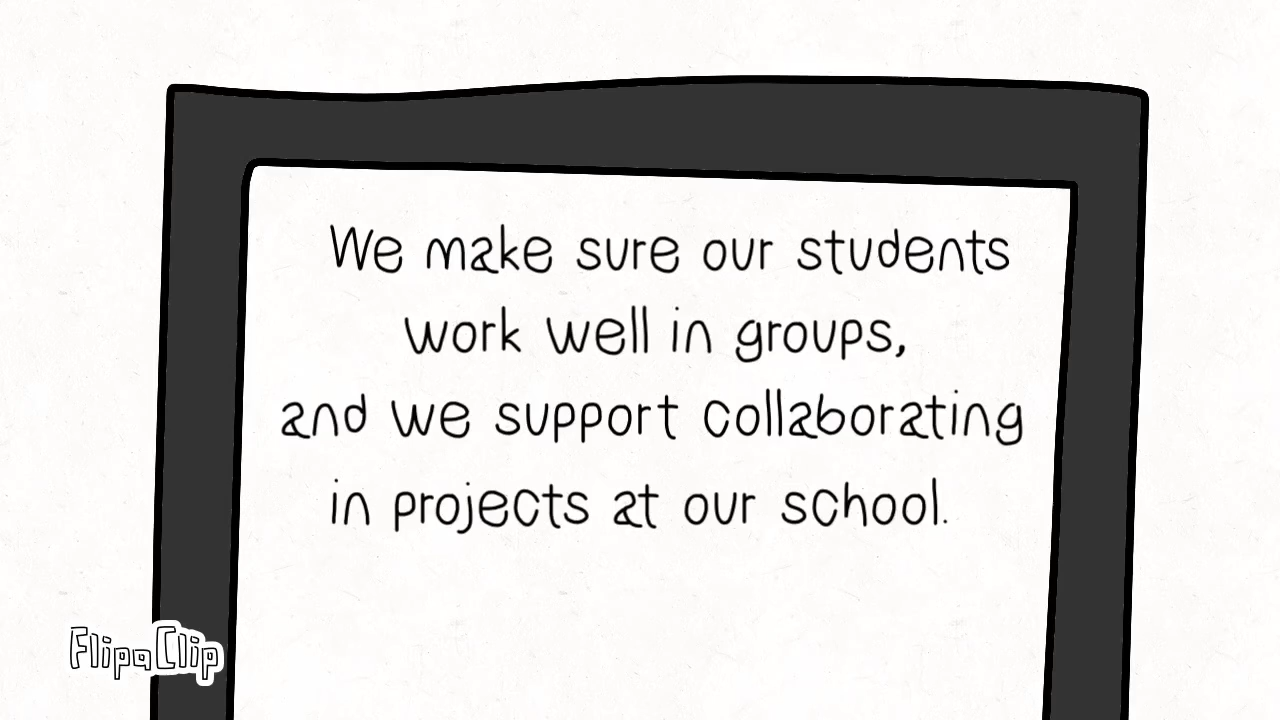 We make sure our students
work well in groups,
and we support collaborating
in projects at our school.
FlipaClip